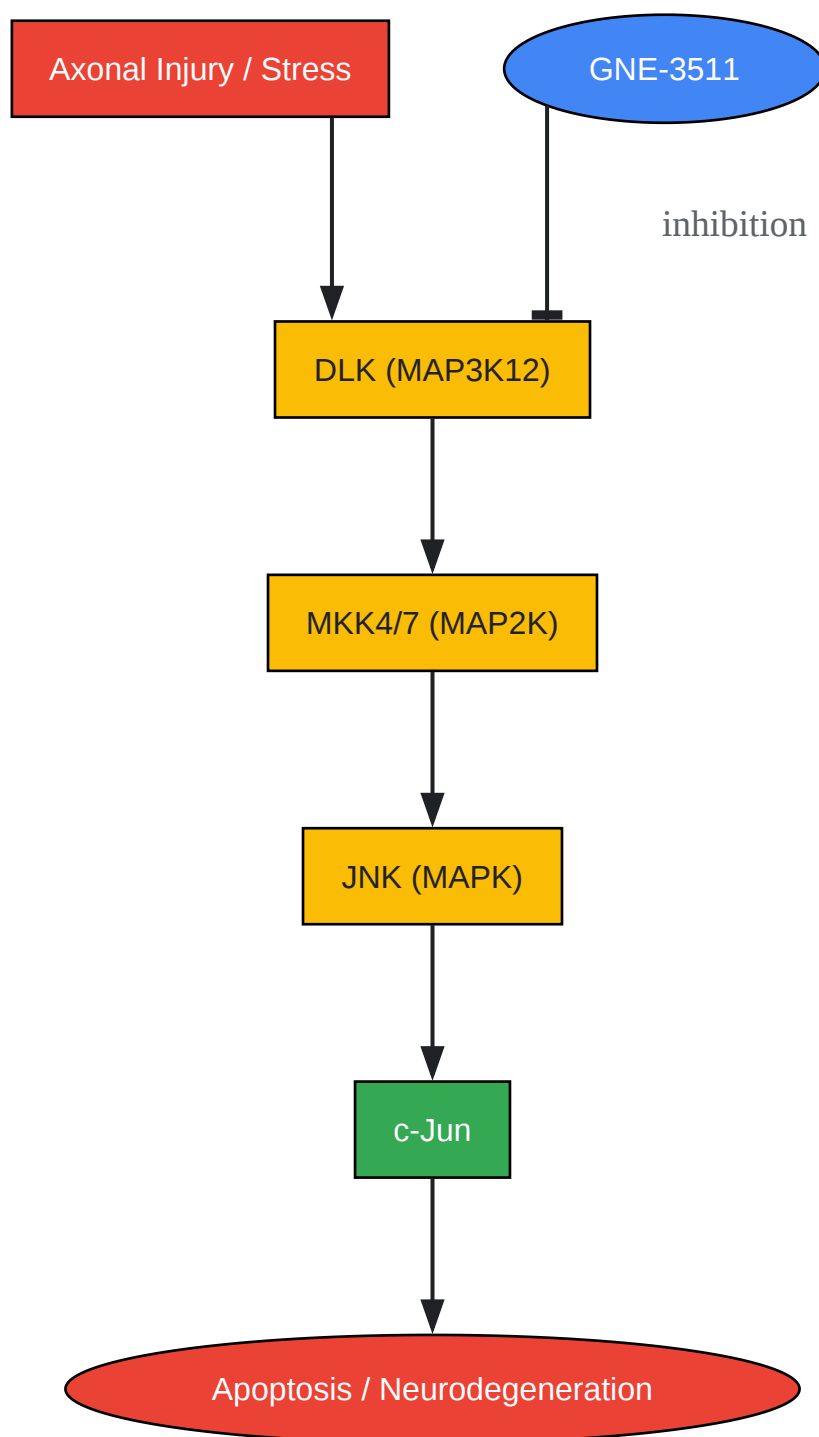 Axonal Injury / Stress
GNE-3511
inhibition
DLK (MAP3K12)
MKK4/7 (MAP2K)
JNK (MAPK)
c-Jun
Apoptosis / Neurodegeneration